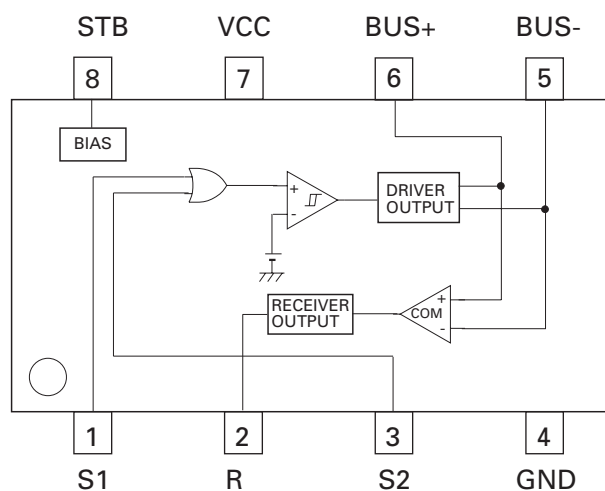 STB VCC BUS+ BUS-
8 7 6 5
BIAS
+
-
DRIVER
OUTPUT
RECEIVER
OUTPUT
COM
+
-
1 2 3 4
S1 R S2 GND